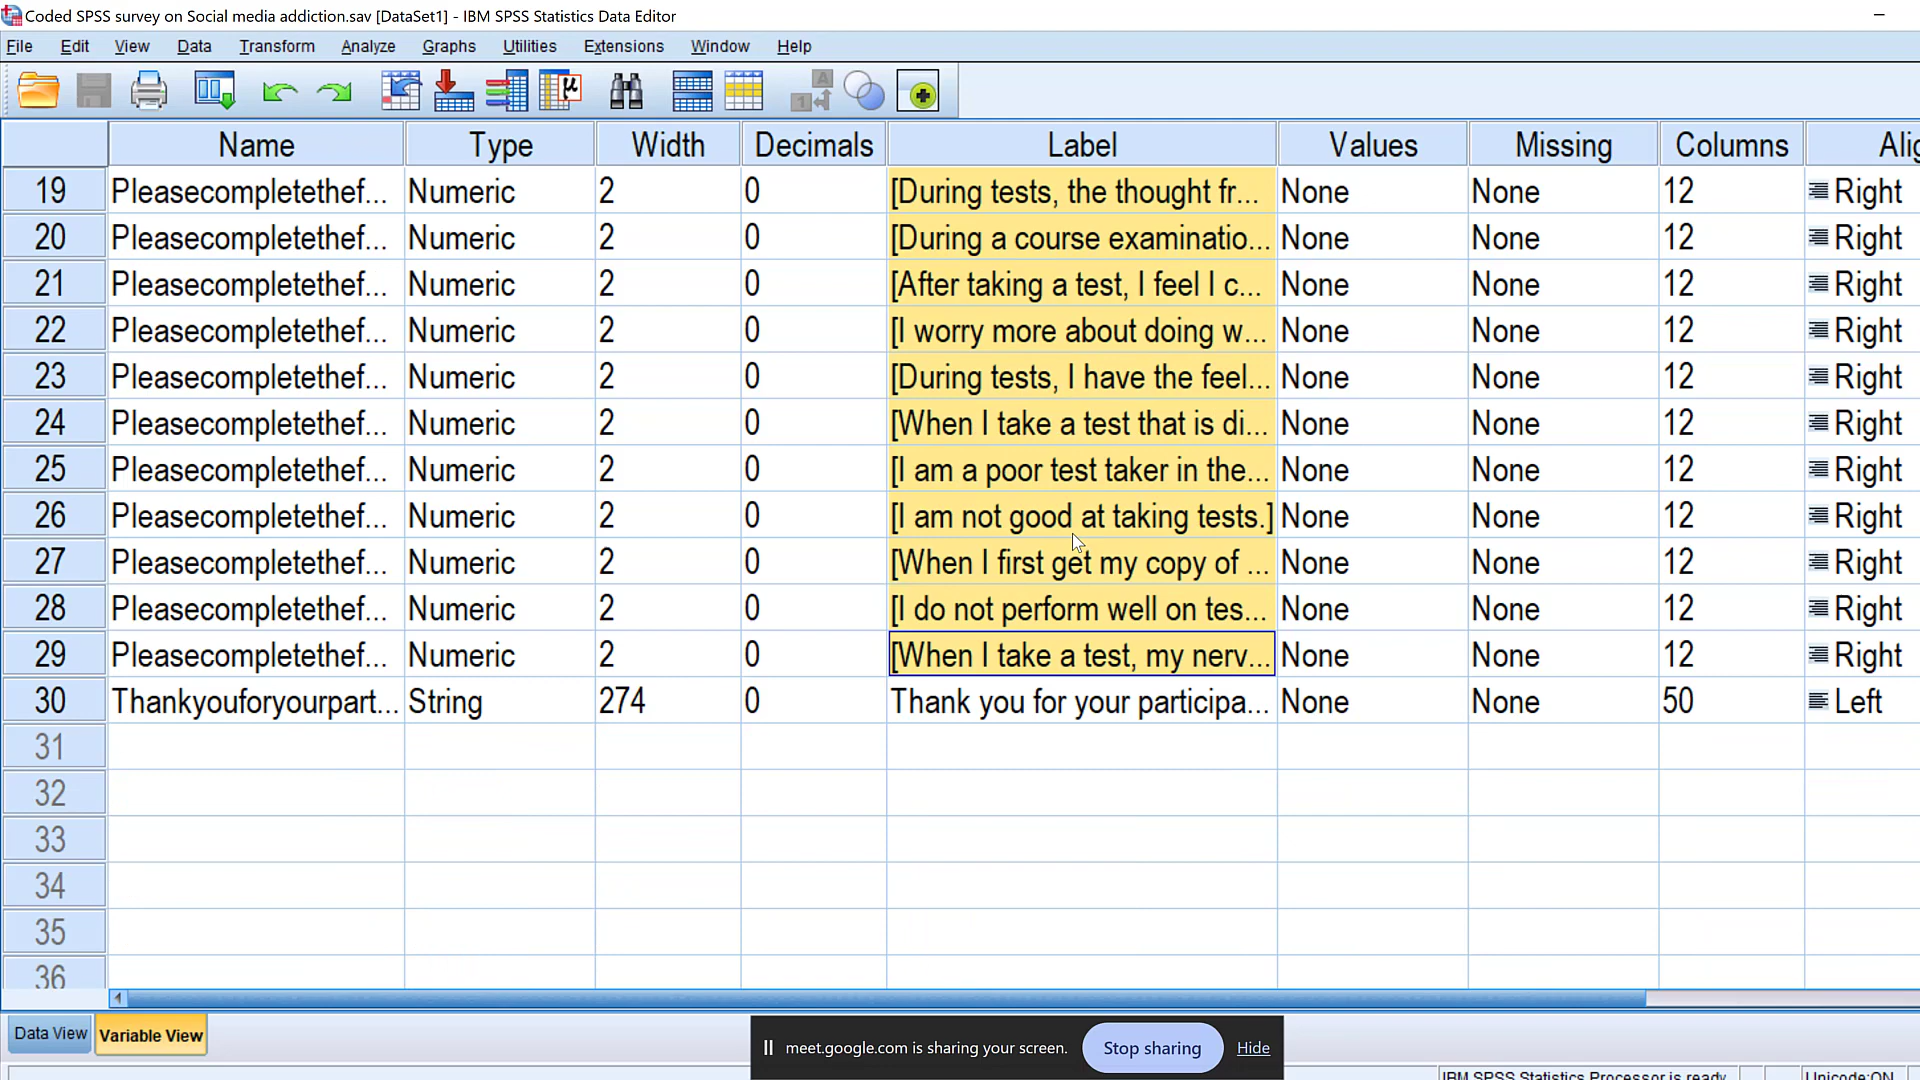 Coded SPSS survey on Social media addiction.sav [DataSet1] - IBM SPSS Statistics Data Editor
File Edit View Data Transform Analyze Graphs Utilities Extensions Window Help
Name Type Width Decimals Label Values Missing Columns Alig
19 Pleasecompletethef... Numeric 2 0 [During tests, the thought fr... None None 12 Right
20 Pleasecompletethef... Numeric 2 0 [During a course examinatio... None None 12 Right
21 Pleasecompletethef... Numeric 2 0 [After taking a test, I feel I c... None None 12 Right
22 Pleasecompletethef... Numeric 2 0 [I worry more about doing w... None None 12 Right
23 Pleasecompletethef... Numeric 2 0 [During tests, I have the feel... None None 12 Right
24 Pleasecompletethef... Numeric 2 0 [When I take a test that is di... None None 12 Right
25 Pleasecompletethef... Numeric 2 0 [I am a poor test taker in the... None None 12 Right
26 Pleasecompletethef... Numeric 2 0 [I am not good at taking tests.] None None 12 Right
27 Pleasecompletethef... Numeric 2 0 [When I first get my copy of ... None None 12 Right
28 Pleasecompletethef... Numeric 2 0 [I do not perform well on tes... None None 12 Right
29 Pleasecompletethef... Numeric 2 0 [When I take a test, my nerv... None None 12 Right
30 Thankyouforyourpart... String 274 0 Thank you for your participa... None None 50 Left
31
32
33
34
35
36
Data View Variable View
meet.google.com is sharing your screen. Stop sharing Hide
IBM SPSS Statistics Processor is ready Unicode:ON